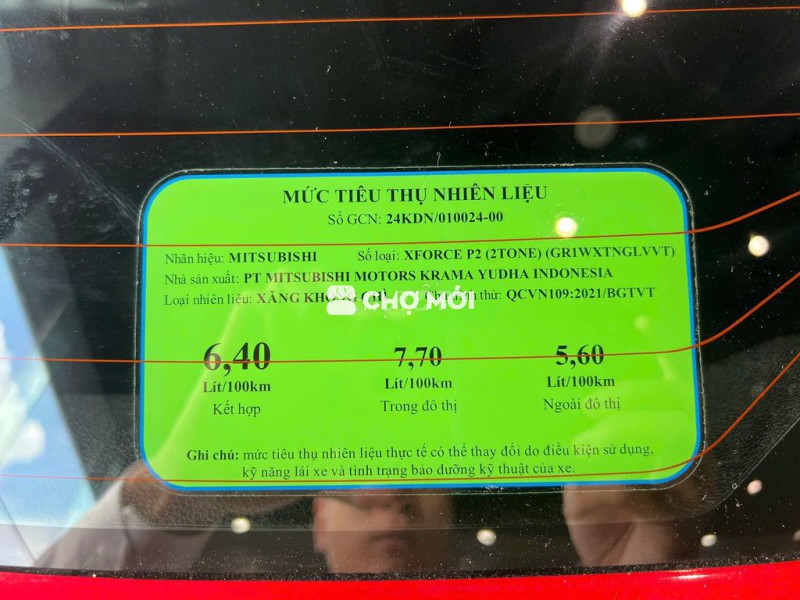 MỨC TIÊU THỤ NHIÊN LIỆU
Số GCN: 24KDN/010024-00
Nhãn hiệu: MITSUBISHI Số loại: XFORCE P2 (2TONE) (GR1WXTNGLVVT)
Nhà sản xuất: PT MITSUBISHI MOTORS KRAMA YUDHA INDONESIA
Loại nhiên liệu: XĂNG thử: QCVN109:2021/BGTVT
CHỢ MỚI
6,40 7,70 5,60
Lít/100km Lít/100km Lít/100km
Kết hợp Trong đô thị Ngoài đô thị
Ghi chú: mức tiêu thụ nhiên liệu thực tế có thể thay đổi do điều kiện sử dụng,
kỹ năng lái xe và tình trạng bảo dưỡng kỹ thuật của xe.